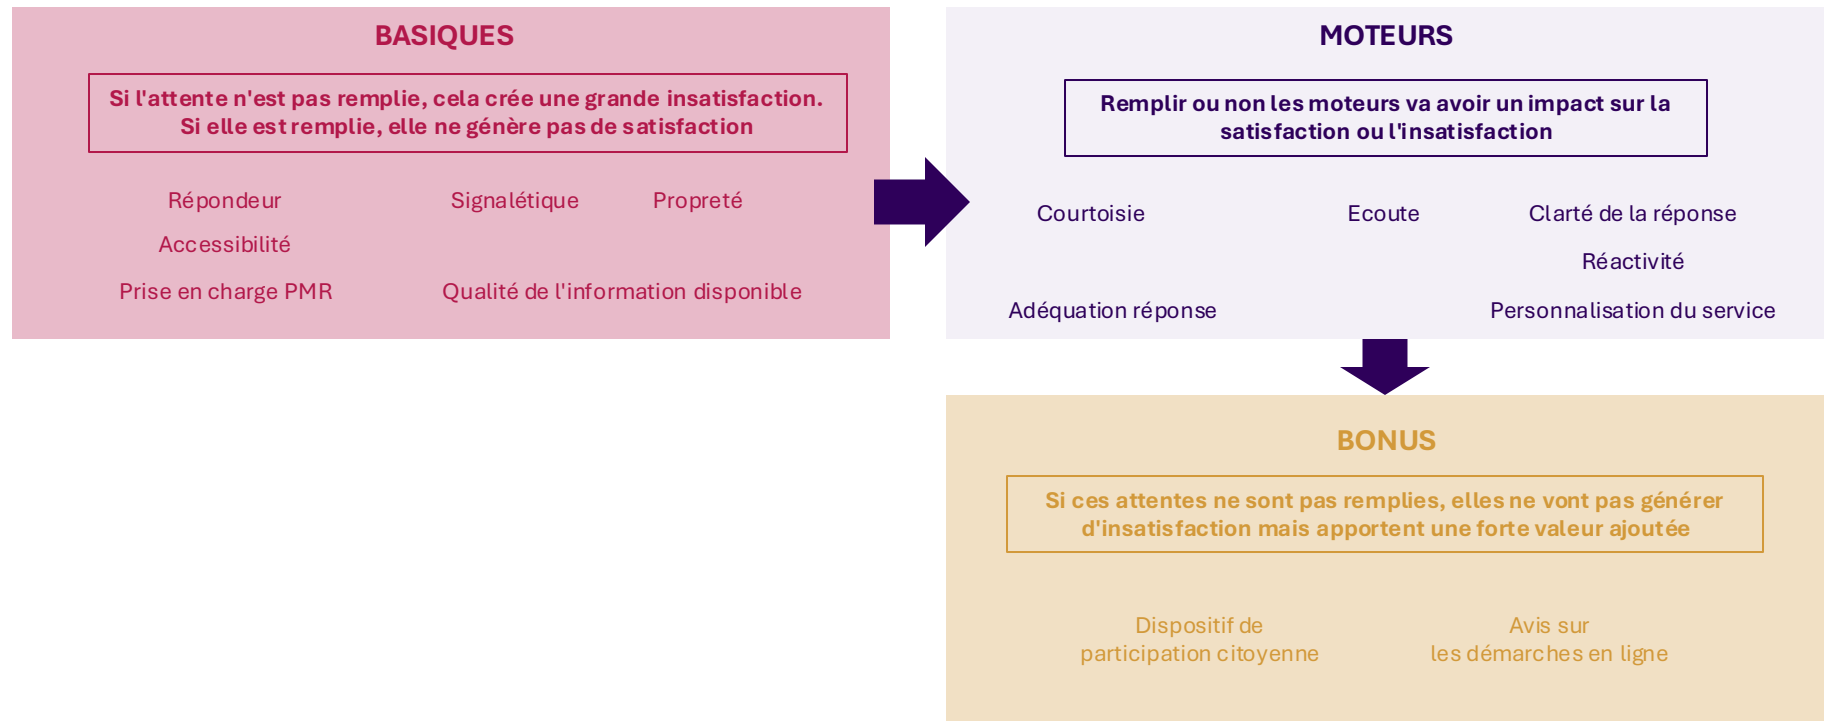 BASIQUES
Si l'attente n'est pas remplie, cela crée une grande insatisfaction.
Si elle est remplie, elle ne génère pas de satisfaction
Répondeur
Signalétique
Propreté
Accessibilité
Prise en charge PMR
Qualité de l'information disponible
MOTEURS
Remplir ou non les moteurs va avoir un impact sur la
satisfaction ou l'insatisfaction
Courtoisie
Ecoute
Clarté de la réponse
Réactivité
Adéquation réponse
Personnalisation du service
BONUS
Si ces attentes ne sont pas remplies, elles ne vont pas générer
d'insatisfaction mais apportent une forte valeur ajoutée
Dispositif de
participation citoyenne
Avis sur
les démarches en ligne